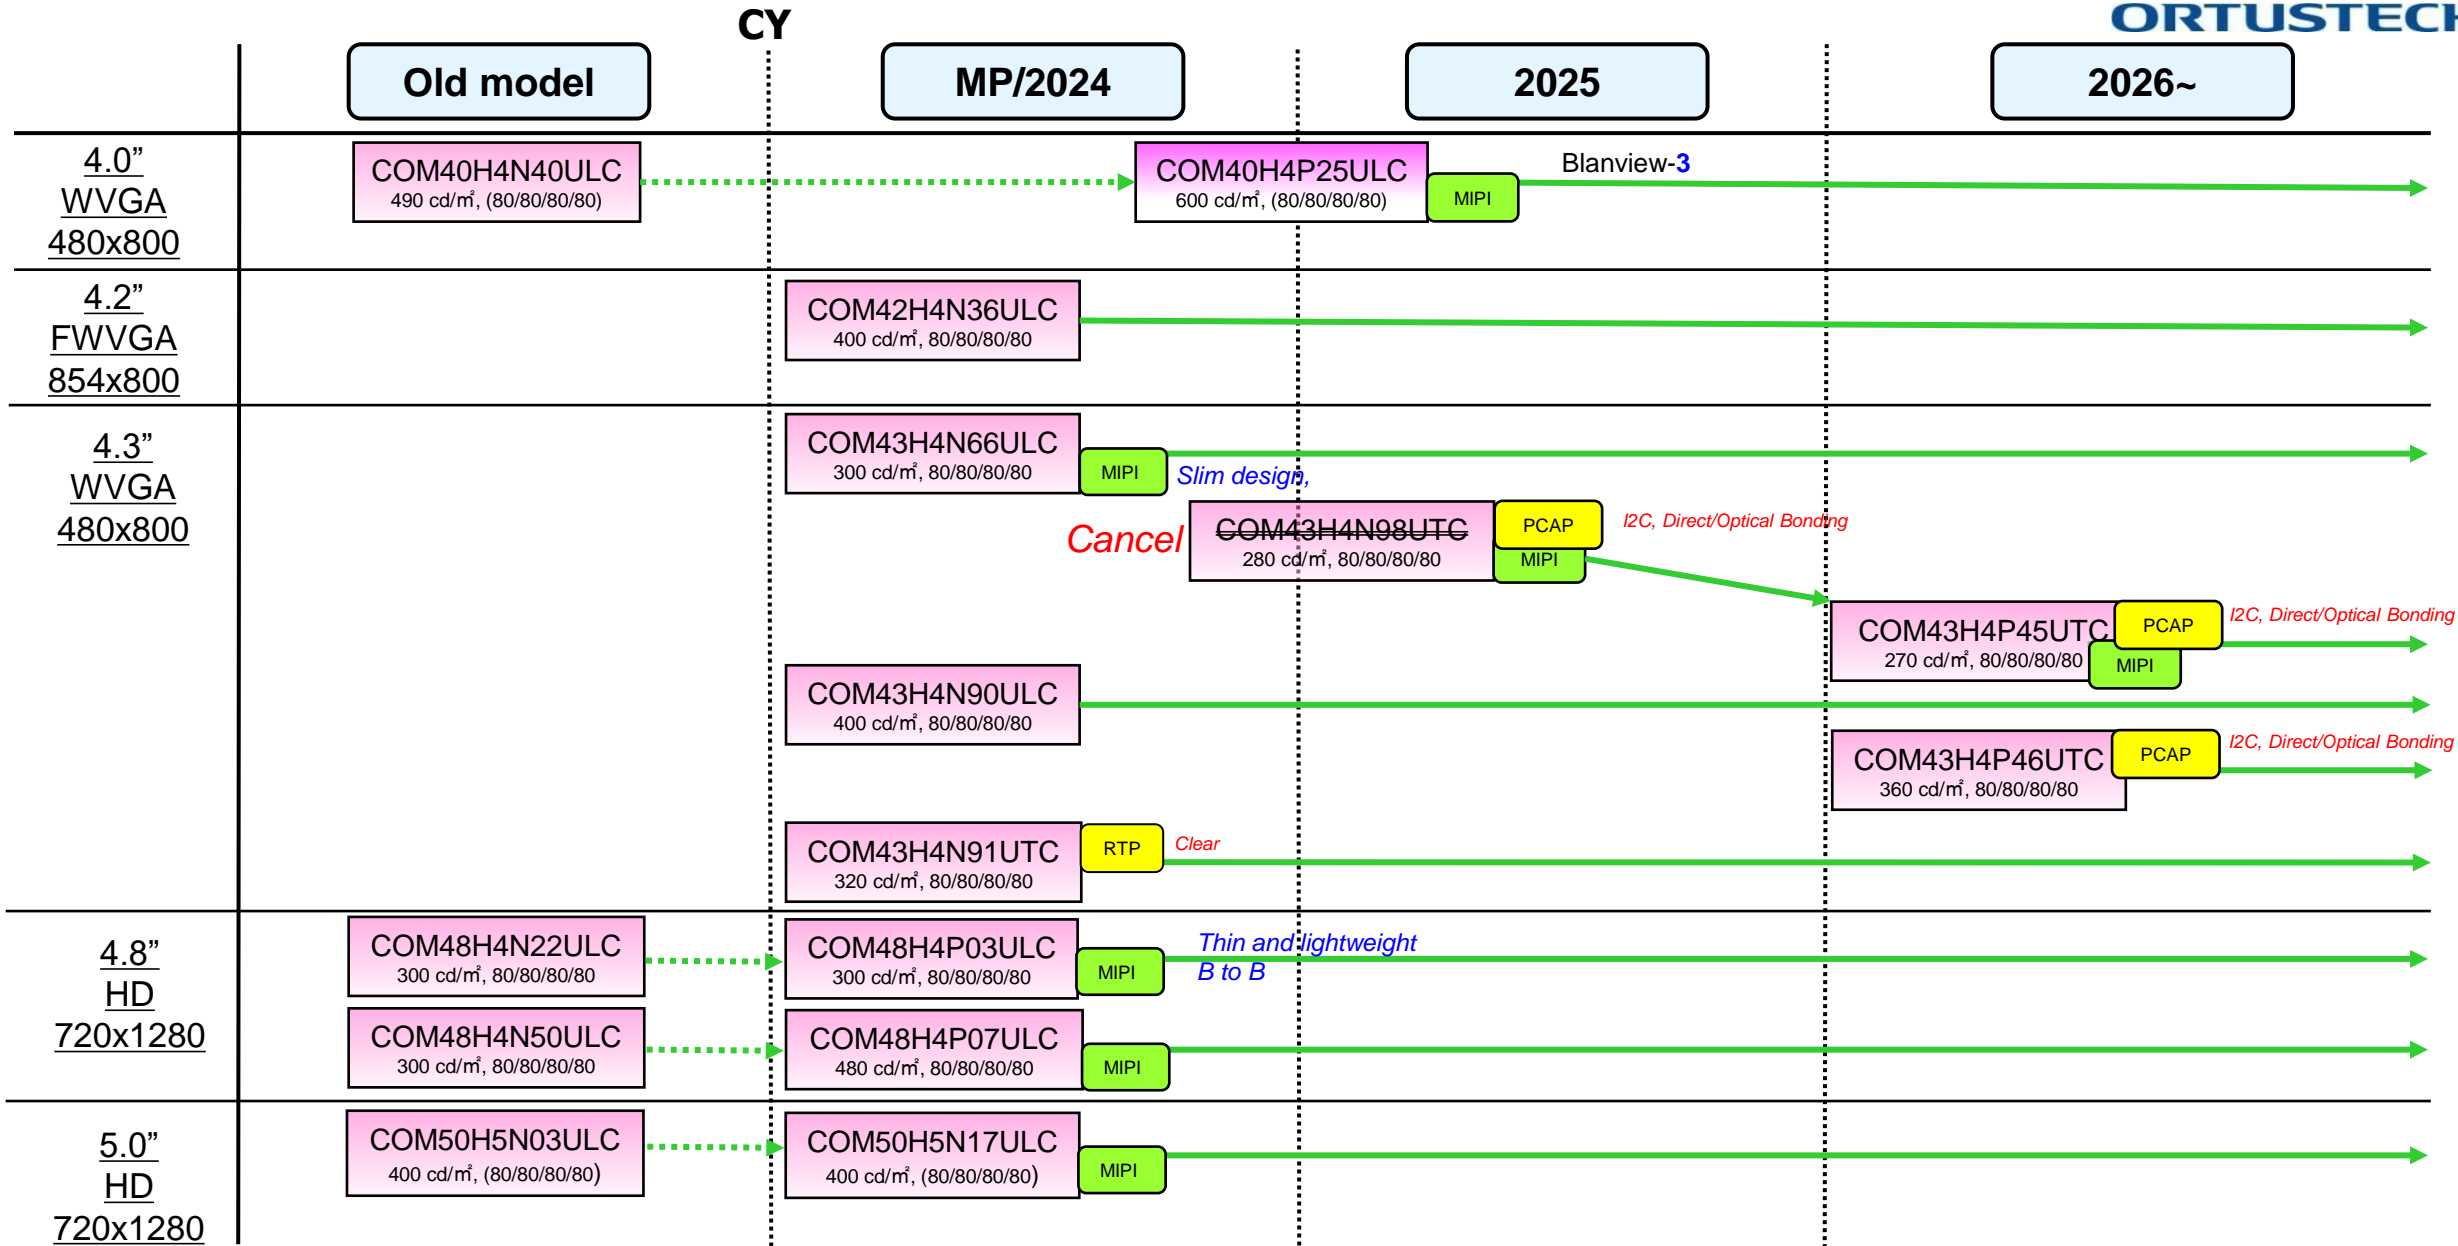 CY
ORTUSTECH
Old model
MP/2024
2025
2026~
4.0”
WVGA
480x800
COM40H4N40ULC
490 cd/㎡, (80/80/80/80)
COM40H4P25ULC
600 cd/㎡, (80/80/80/80)
MIPI
Blanview-3
4.2”
FWVGA
854x800
COM42H4N36ULC
400 cd/㎡, 80/80/80/80
4.3”
WVGA
480x800
COM43H4N66ULC
300 cd/㎡, 80/80/80/80
MIPI
Slim design,
Cancel
COM43H4N98UTC
280 cd/㎡, 80/80/80/80
PCAP
MIPI
I2C, Direct/Optical Bonding
COM43H4P45UTC
270 cd/㎡, 80/80/80/80
PCAP
MIPI
I2C, Direct/Optical Bonding
COM43H4N90ULC
400 cd/㎡, 80/80/80/80
COM43H4P46UTC
360 cd/㎡, 80/80/80/80
PCAP
I2C, Direct/Optical Bonding
COM43H4N91UTC
320 cd/㎡, 80/80/80/80
RTP
Clear
4.8”
HD
720x1280
COM48H4N22ULC
300 cd/㎡, 80/80/80/80
COM48H4P03ULC
300 cd/㎡, 80/80/80/80
MIPI
Thin and lightweight
B to B
COM48H4N50ULC
300 cd/㎡, 80/80/80/80
COM48H4P07ULC
480 cd/㎡, 80/80/80/80
MIPI
5.0”
HD
720x1280
COM50H5N03ULC
400 cd/㎡, (80/80/80/80)
COM50H5N17ULC
400 cd/㎡, (80/80/80/80)
MIPI